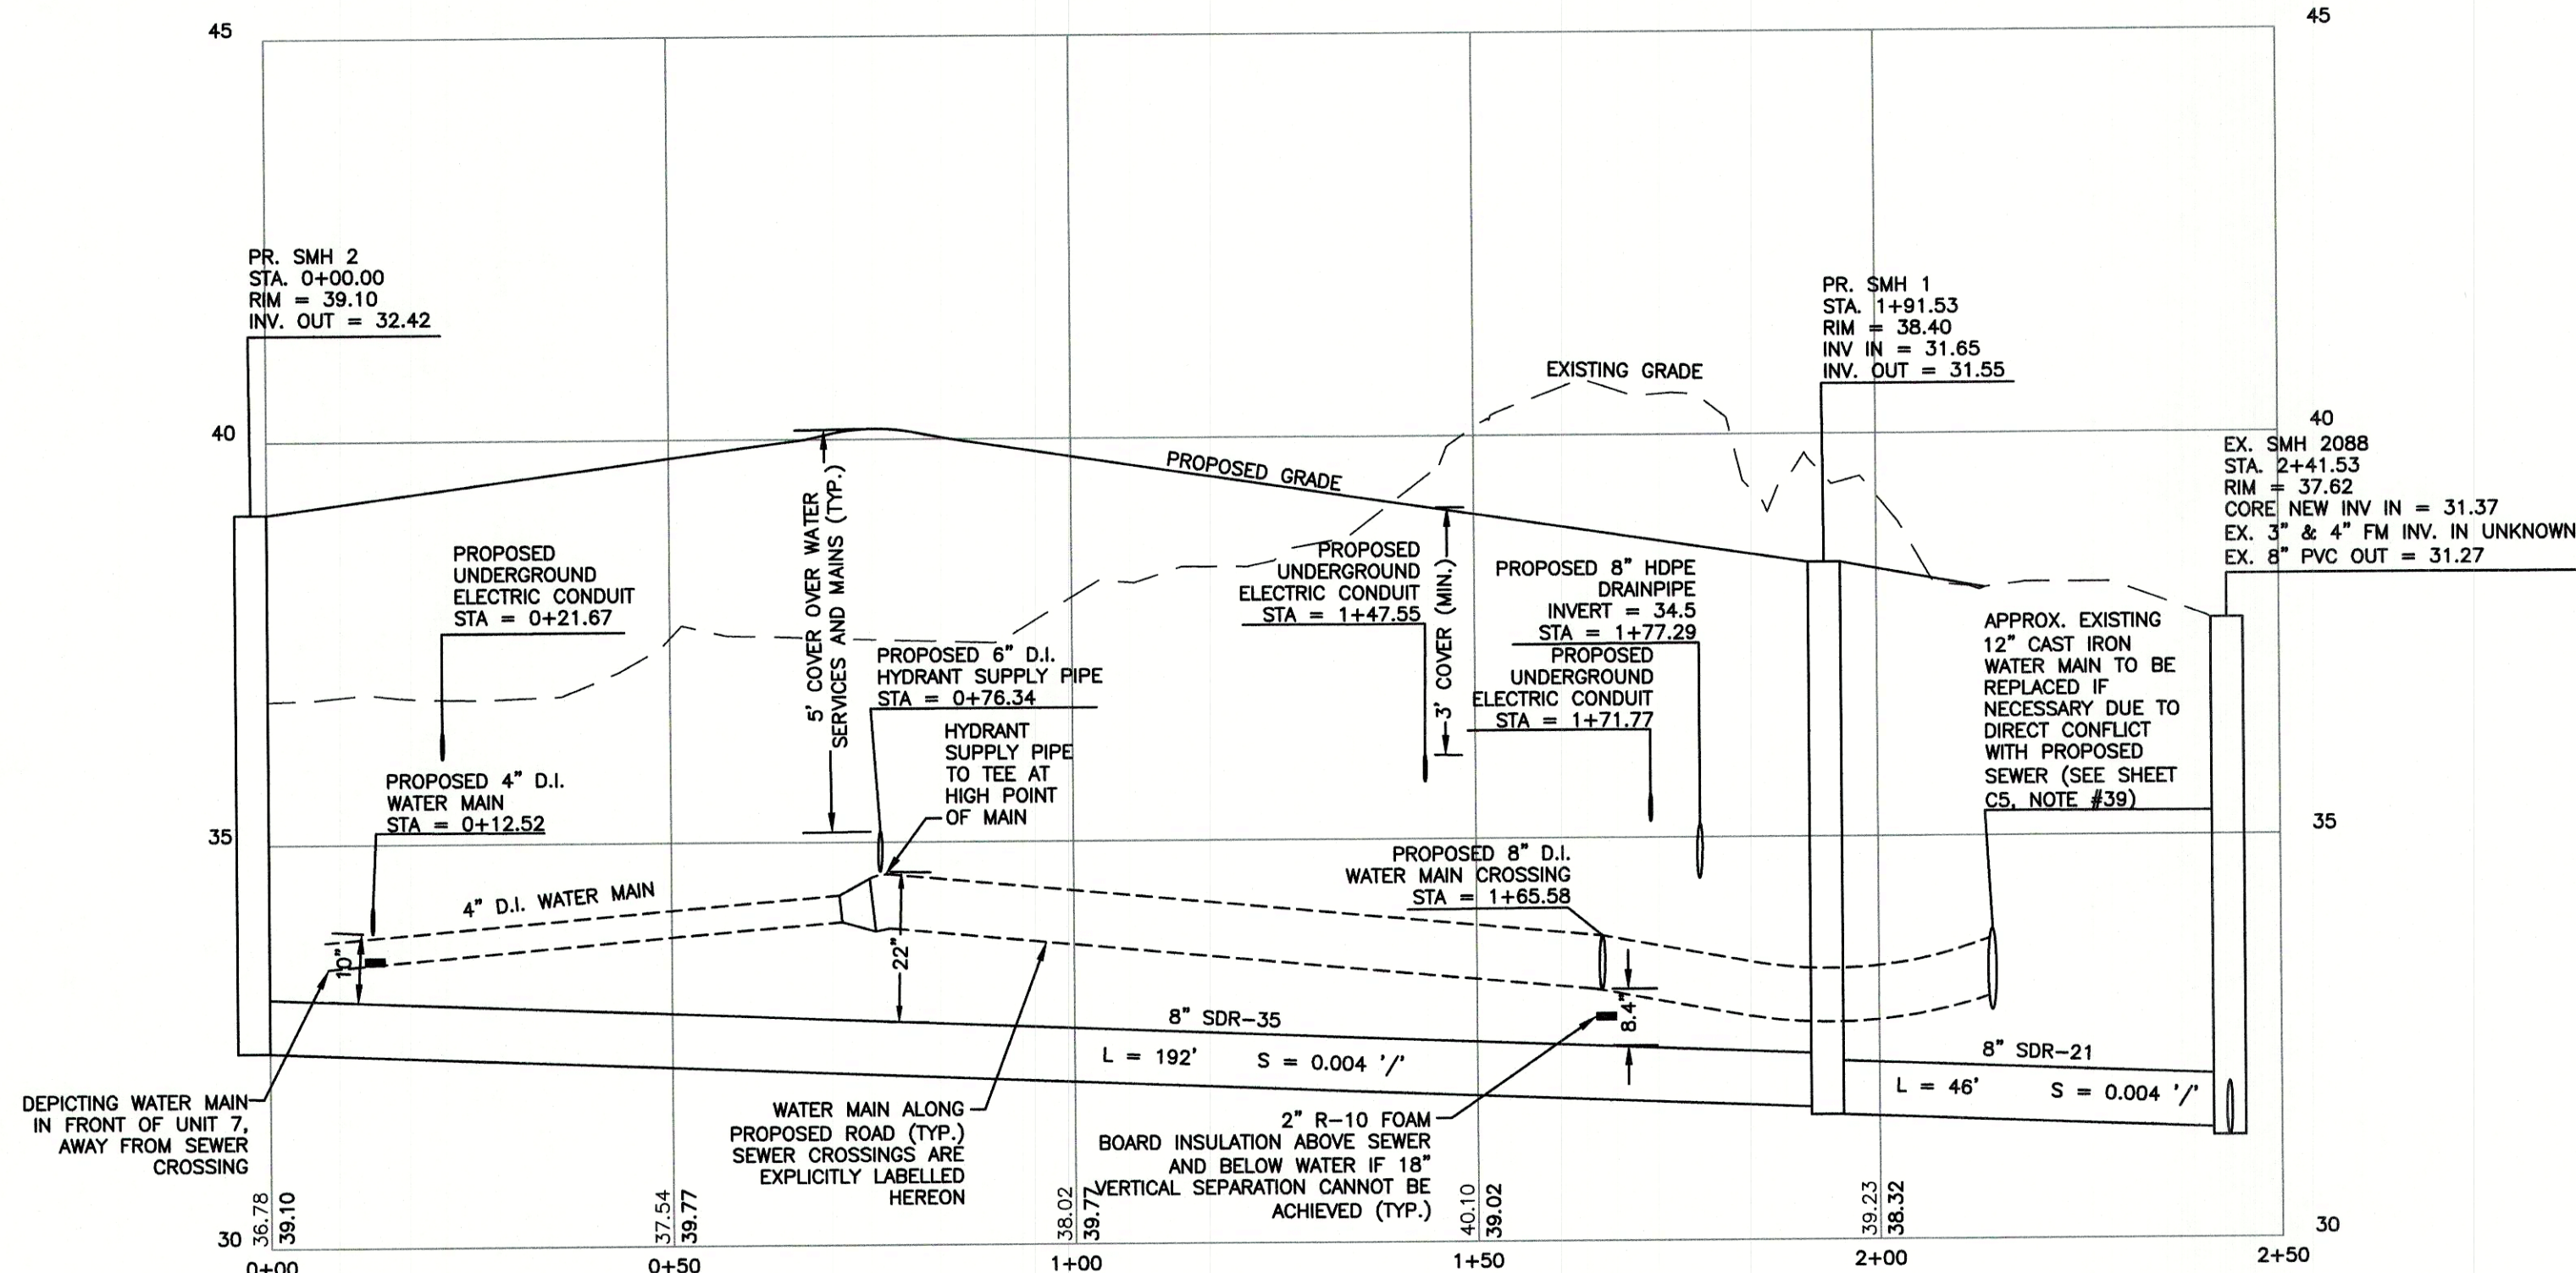 45
45
PR. SMH 2
STA. 0+00.00
RIM = 39.10
INV. OUT = 32.42
PR. SMH 1
STA. 1+91.53
RIM = 38.40
INV IN = 31.65
INV. OUT = 31.55
EXISTING GRADE
40
40
EX. SMH 2088
STA. 2+41.53
RIM = 37.62
CORE NEW INV IN = 31.37
EX. 3" & 4" FM INV. IN UNKNOWN
EX. 8" PVC OUT = 31.27
PROPOSED GRADE
PROPOSED
UNDERGROUND
ELECTRIC CONDUIT
STA = 0+21.67
5' COVER OVER WATER
SERVICES AND MAINS (TYP.)
PROPOSED
UNDERGROUND
ELECTRIC CONDUIT
STA = 1+47.55
3' COVER (MIN.)
PROPOSED 8" HDPE
DRAINPIPE
INVERT = 34.5
STA = 1+77.29
PROPOSED
UNDERGROUND
ELECTRIC CONDUIT
STA = 1+71.77
APPROX. EXISTING
12" CAST IRON
WATER MAIN TO BE
REPLACED IF
NECESSARY DUE TO
DIRECT CONFLICT
WITH PROPOSED
SEWER (SEE SHEET
C5, NOTE #39)
PROPOSED 6" D.I.
HYDRANT SUPPLY PIPE
STA = 0+76.34
HYDRANT
SUPPLY PIPE
TO TEE AT
HIGH POINT
OF MAIN
PROPOSED 4" D.I.
WATER MAIN
STA = 0+12.52
35
35
PROPOSED 8" D.I.
WATER MAIN CROSSING
STA = 1+65.58
4" D.I. WATER MAIN
10"
22"
8.4"
8" SDR-35
L = 192' S = 0.004 '/'
8" SDR-21
L = 46' S = 0.004 '/'
DEPICTING WATER MAIN
IN FRONT OF UNIT 7,
AWAY FROM SEWER
CROSSING
WATER MAIN ALONG
PROPOSED ROAD (TYP.)
SEWER CROSSINGS ARE
EXPLICITLY LABELLED
HEREON
2" R-10 FOAM
BOARD INSULATION ABOVE SEWER
AND BELOW WATER IF 18"
VERTICAL SEPARATION CANNOT BE
ACHIEVED (TYP.)
36.78
39.10
37.54
39.77
38.02
39.77
40.10
39.02
39.23
38.32
30
30
0+00
0+50
1+00
1+50
2+00
2+50